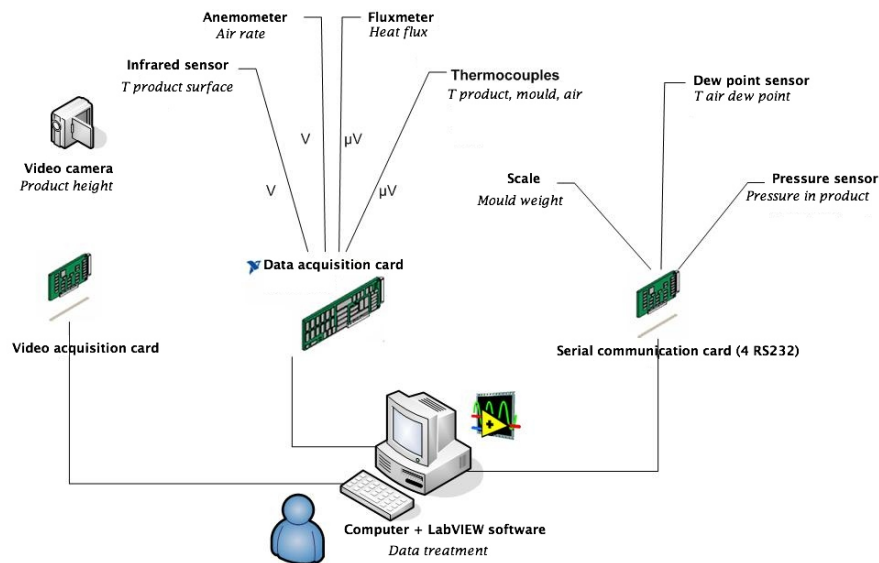 Anemometer
Air rate
Fluxmeter
Heat flux
Infrared sensor
T product surface
Thermocouples
T product, mould, air
Dew point sensor
T air dew point
Video camera
Product height
V
µV
V
µV
Scale
Mould weight
Pressure sensor
Pressure in product
Data acquisition card
Video acquisition card
Serial communication card (4 RS232)
Computer + LabVIEW software
Data treatment